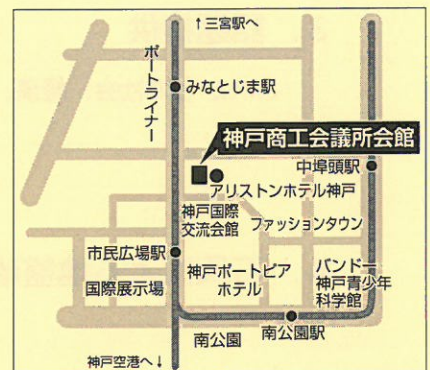 ↑三宮駅へ
ポートライナー
みなとじま駅
神戸商工会議所会館
中埠頭駅
アリストンホテル神戸
神戸国際
交流会館
ファッションタウン
市民広場駅
国際展示場
神戸ポートピア
ホテル
バンドー
神戸青少年
科学館
南公園
南公園駅
神戸空港へ↓